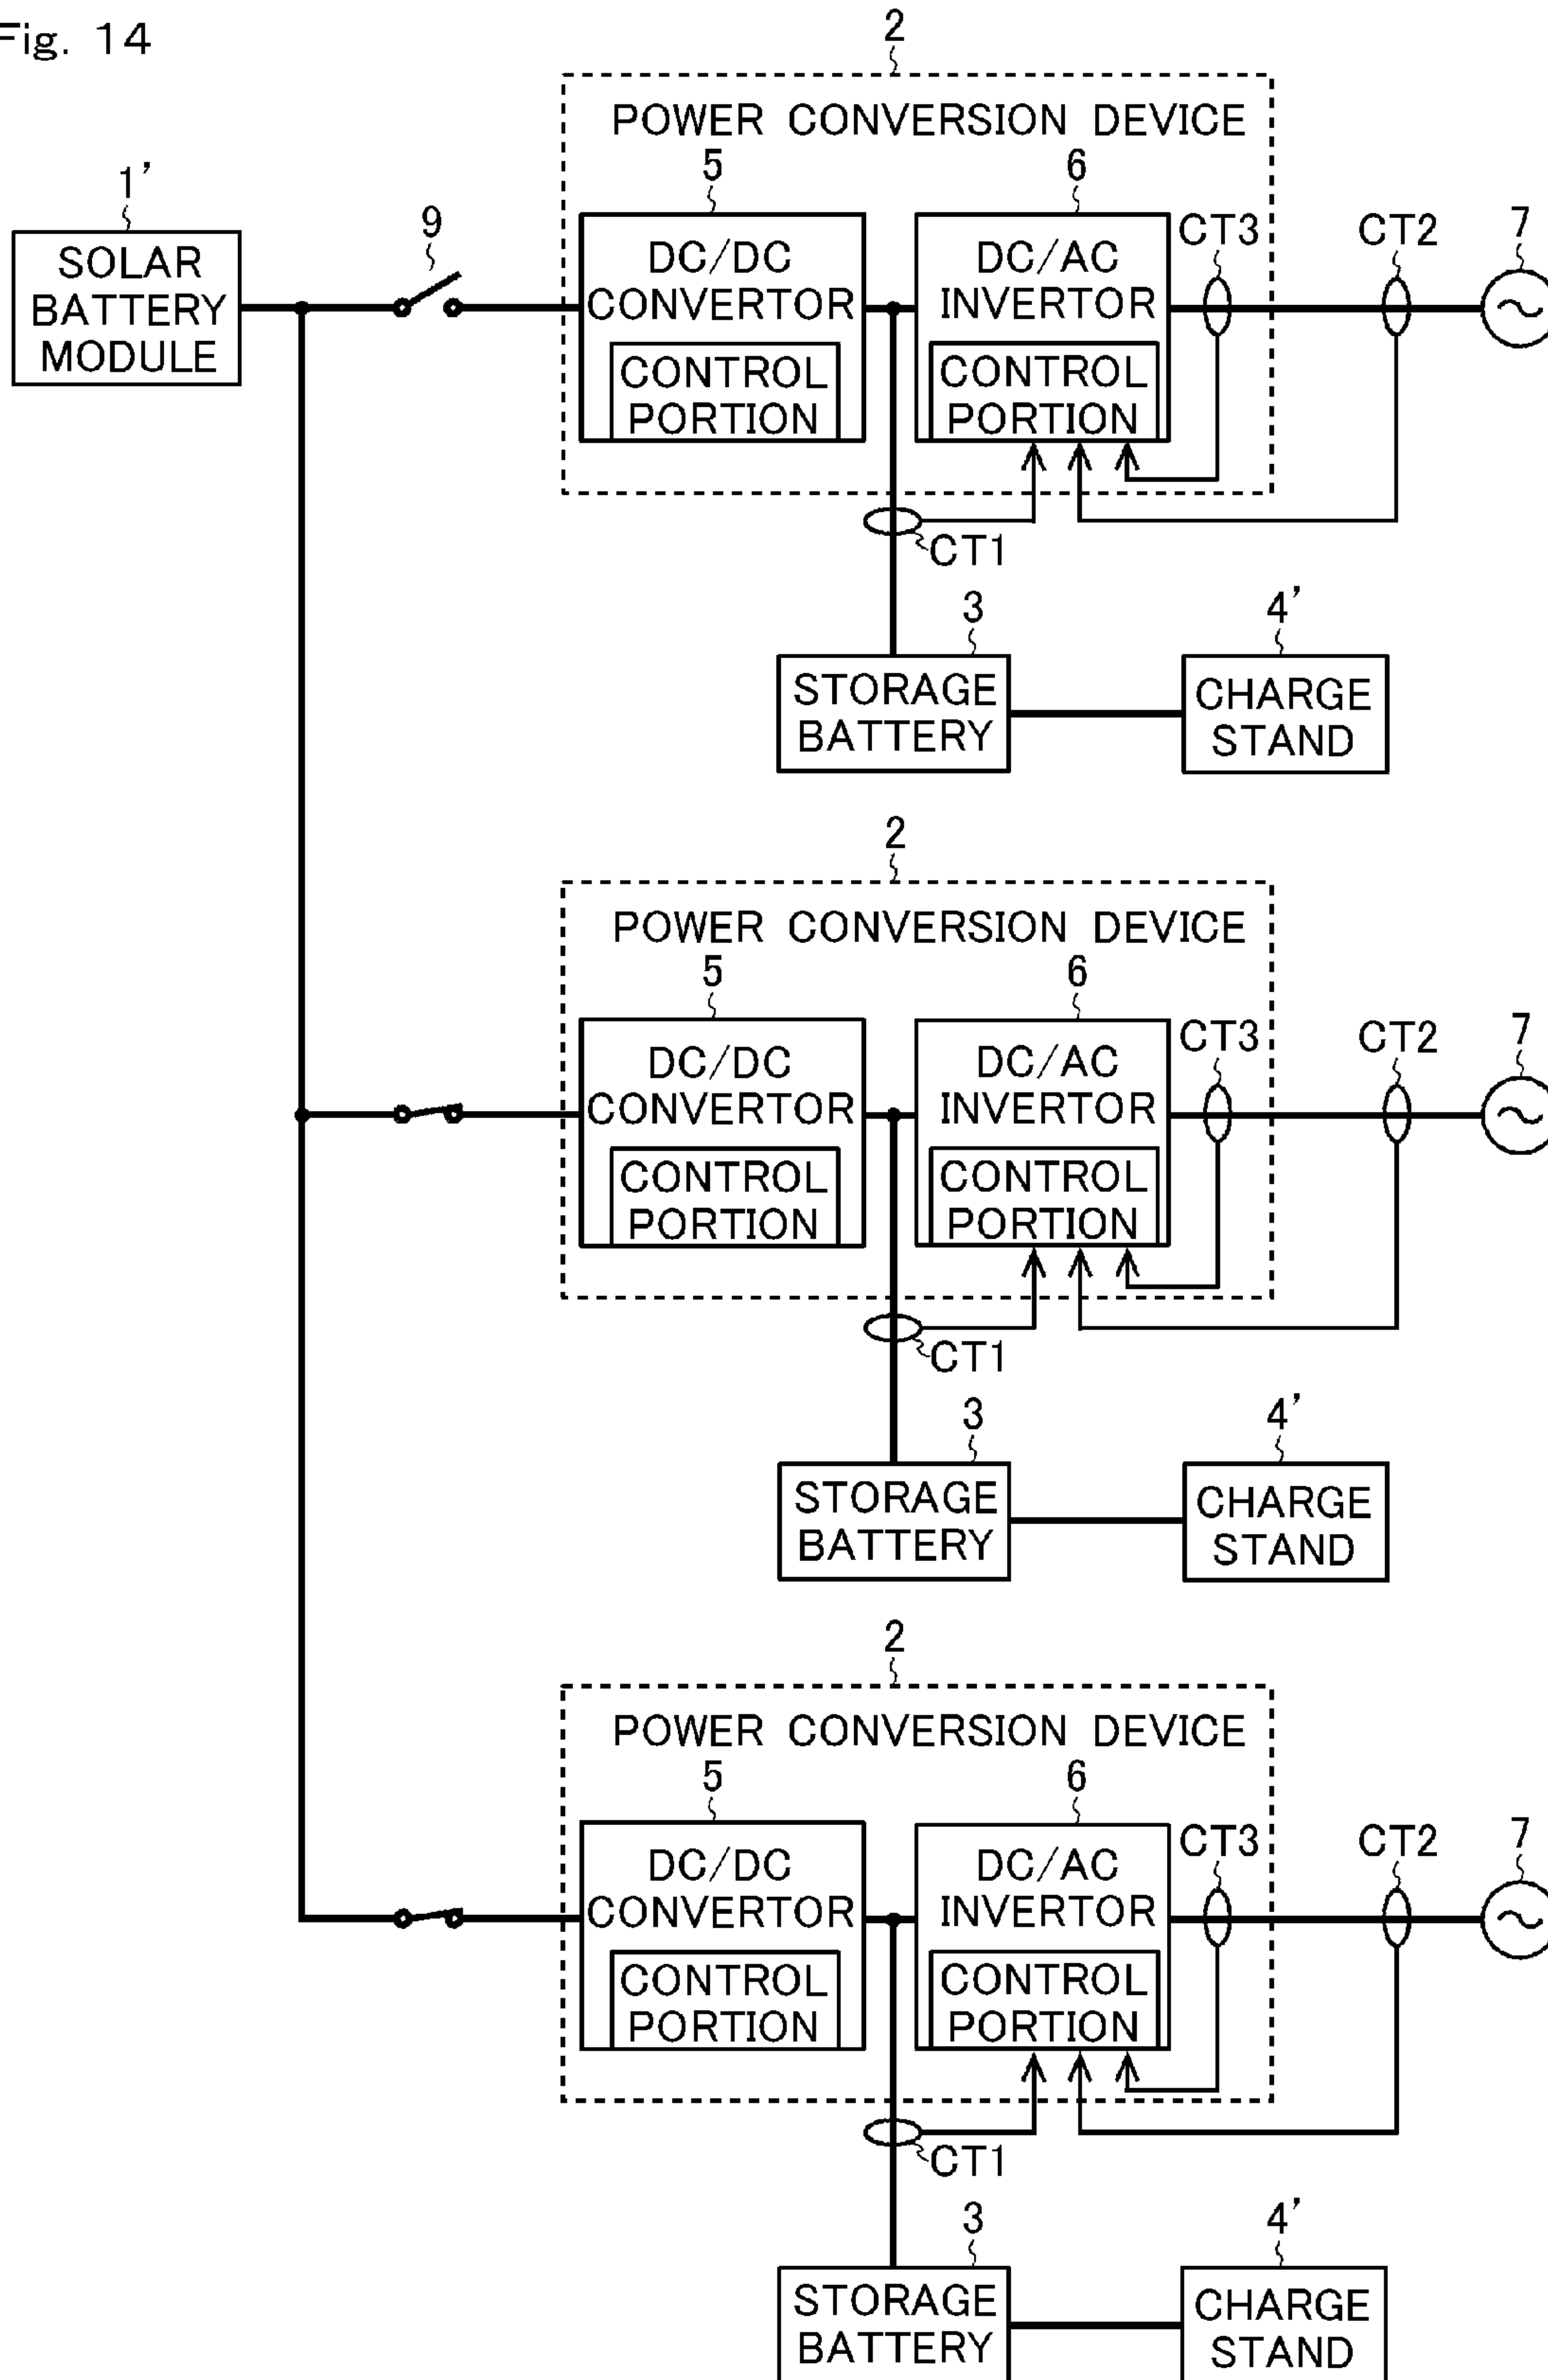 Fig. 14
2
POWER CONVERSION DEVICE
1'
SOLAR
BATTERY
MODULE
9
5
DC/DC
CONVERTOR
CONTROL
PORTION
6
DC/AC
INVERTOR
CONTROL
PORTION
CT3
CT2
7
CT1
3
STORAGE
BATTERY
4'
CHARGE
STAND
2
POWER CONVERSION DEVICE
5
DC/DC
CONVERTOR
CONTROL
PORTION
6
DC/AC
INVERTOR
CONTROL
PORTION
CT3
CT2
7
CT1
3
STORAGE
BATTERY
4'
CHARGE
STAND
2
POWER CONVERSION DEVICE
5
DC/DC
CONVERTOR
CONTROL
PORTION
6
DC/AC
INVERTOR
CONTROL
PORTION
CT3
CT2
7
CT1
3
STORAGE
BATTERY
4'
CHARGE
STAND